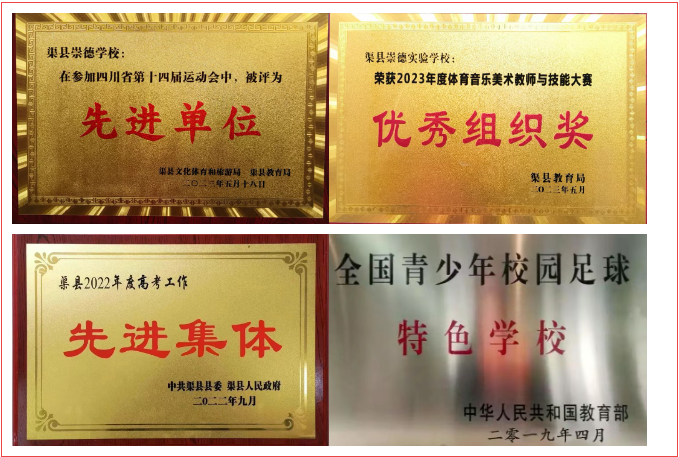 渠县崇德学校：
在参加四川省第十四届运动会中，被评为
先进单位
渠县文化体育和旅游局 渠县教育局
二〇二三年五月十八日
渠县崇德实验学校：
荣获2023年度体育音乐美术教师与技能大赛
优秀组织奖
渠县教育局
二〇二三年五月
渠县2022年度高考工作
先进集体
中共渠县县委 渠县人民政府
二〇二二年九月
全国青少年校园足球
特色学校
中华人民共和国教育部
二零一九年四月